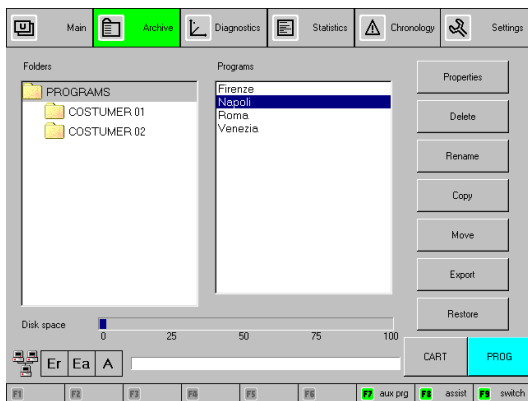 Main Archive Diagnostics Statistics Chronology Settings
Folders
Programs
PROGRAMS
COSTUMER 01
COSTUMER 02
Firenze
Napoli
Roma
Venezia
Properties
Delete
Rename
Copy
Move
Export
Restore
Disk space
0 25 50 75 100
Er Ea A
CART PROG
F1 F2 F3 F4 F5 F6 F7 aux prg F8 assist F9 switch